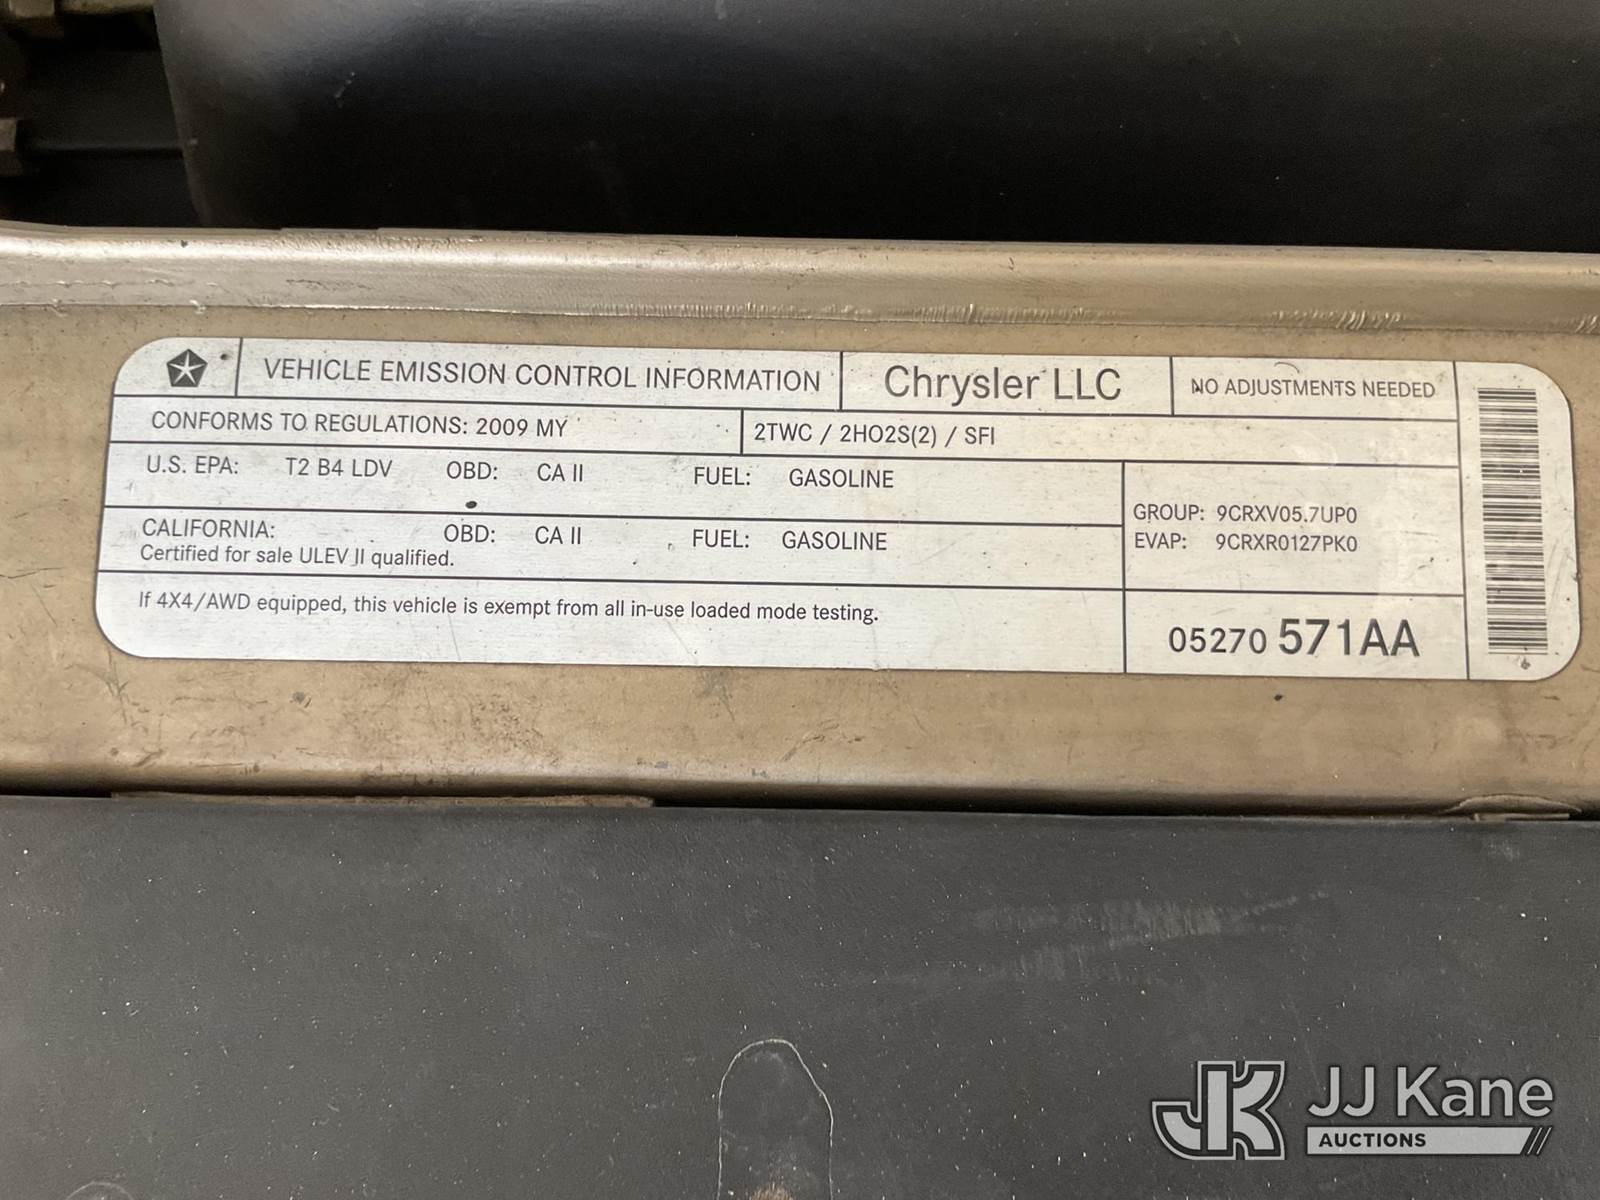 VEHICLE EMISSION CONTROL INFORMATION Chrysler LLC NO ADJUSTMENTS NEEDED
CONFORMS TO REGULATIONS: 2009 MY 2TWC / 2HO2S(2) / SFI
U.S. EPA: T2 B4 LDV OBD: CA II FUEL: GASOLINE
GROUP: 9CRXV05.7UP0
CALIFORNIA: OBD: CA II FUEL: GASOLINE
EVAP: 9CRXR0127PK0
Certified for sale ULEV II qualified.
If 4X4/AWD equipped, this vehicle is exempt from all in-use loaded mode testing.
05270 571AA
JK JJ Kane
AUCTIONS